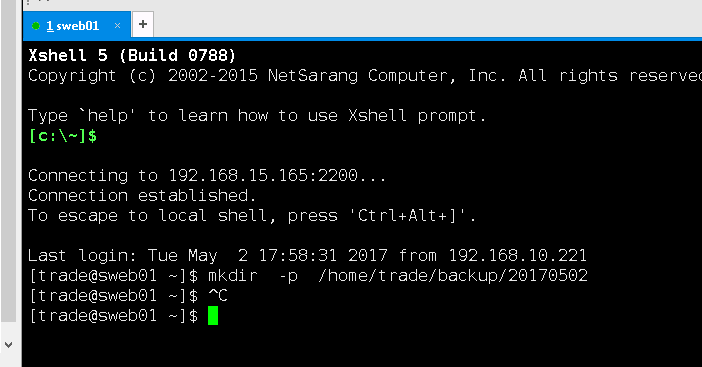 1 sweb01 × +
Xshell 5 (Build 0788)
Copyright (c) 2002-2015 NetSarang Computer, Inc. All rights reserved
Type `help' to learn how to use Xshell prompt.
[c:\~]$
Connecting to 192.168.15.165:2200...
Connection established.
To escape to local shell, press 'Ctrl+Alt+]'.
Last login: Tue May  2 17:58:31 2017 from 192.168.10.221
[trade@sweb01 ~]$ mkdir  -p  /home/trade/backup/20170502
[trade@sweb01 ~]$ ^C
[trade@sweb01 ~]$